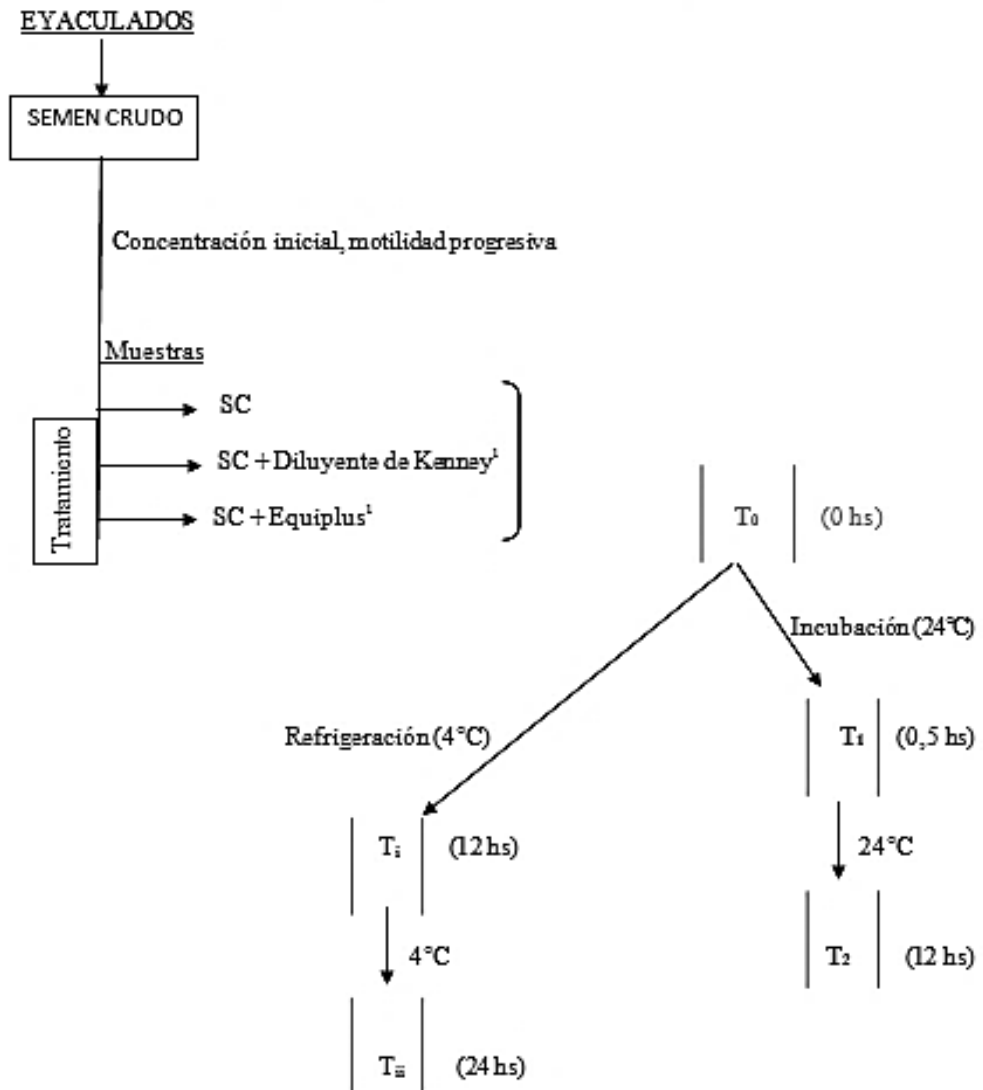 EYACULADOS
SEMEN CRUDO
Concentración inicial, motilidad progresiva
Muestras
Tratamiento
SC
SC + Diluyente de Kenney¹
SC + Equiplus¹
T₀ (0 hs)
Incubación (24°C)
Refrigeración (4°C)
T₁ (0,5 hs)
Tᵢ (12 hs)
24°C
4°C
T₂ (12 hs)
Tᵢᵢ (24 hs)